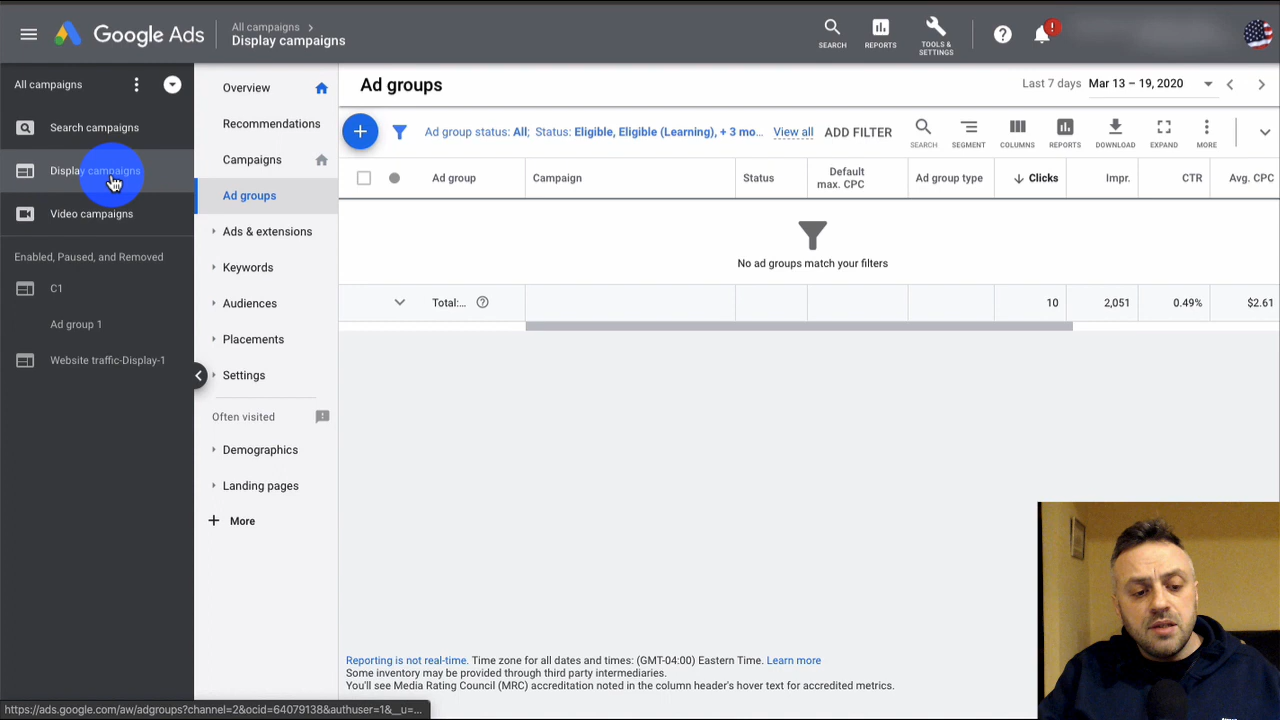 Google Ads
All campaigns
Display campaigns
SEARCH
REPORTS
TOOLS &
SETTINGS
All campaigns
Search campaigns
Display campaigns
Video campaigns
Enabled, Paused, and Removed
C1
Ad group 1
Website traffic-Display-1
Overview
Recommendations
Campaigns
Ad groups
Ads & extensions
Keywords
Audiences
Placements
Settings
Often visited
Demographics
Landing pages
More
Ad groups
Last 7 days Mar 13 – 19, 2020
Ad group status: All; Status: Eligible, Eligible (Learning), + 3 mo... View all ADD FILTER
SEARCH
SEGMENT
COLUMNS
REPORTS
DOWNLOAD
EXPAND
MORE
Ad group
Campaign
Status
Default
max. CPC
Ad group type
Clicks
Impr.
CTR
Avg. CPC
No ad groups match your filters
Total:... 10 2,051 0.49% $2.61
Reporting is not real-time. Time zone for all dates and times: (GMT-04:00) Eastern Time. Learn more
Some inventory may be provided through third party intermediaries.
You'll see Media Rating Council (MRC) accreditation noted in the column header's hover text for accredited metrics.
https://ads.google.com/aw/adgroups?channel=2&ocid=64079138&authuser=1&__u=...